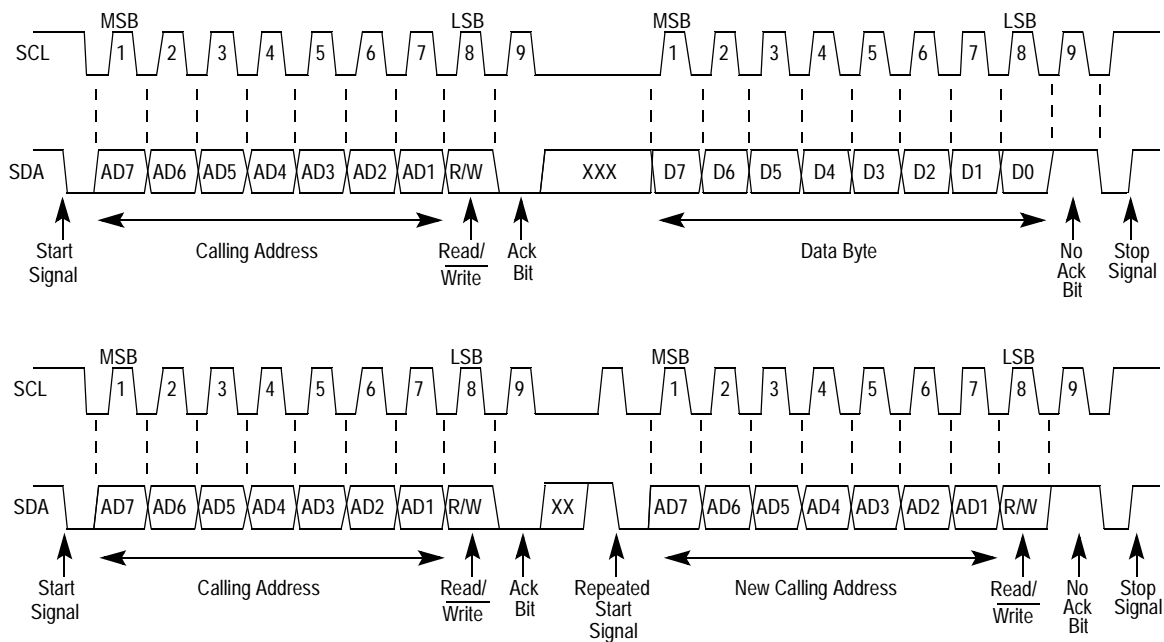 MSB LSB MSB LSB
SCL 1 2 3 4 5 6 7 8 9 1 2 3 4 5 6 7 8 9
SDA AD7 AD6 AD5 AD4 AD3 AD2 AD1 R/W XXX D7 D6 D5 D4 D3 D2 D1 D0
Start Signal
Calling Address
Read/ Write
Ack Bit
Data Byte
No Ack Bit
Stop Signal
MSB LSB MSB LSB
SCL 1 2 3 4 5 6 7 8 9 1 2 3 4 5 6 7 8 9
SDA AD7 AD6 AD5 AD4 AD3 AD2 AD1 R/W XX AD7 AD6 AD5 AD4 AD3 AD2 AD1 R/W
Start Signal
Calling Address
Read/ Write
Ack Bit
Repeated Start Signal
New Calling Address
Read/ Write
No Ack Bit
Stop Signal